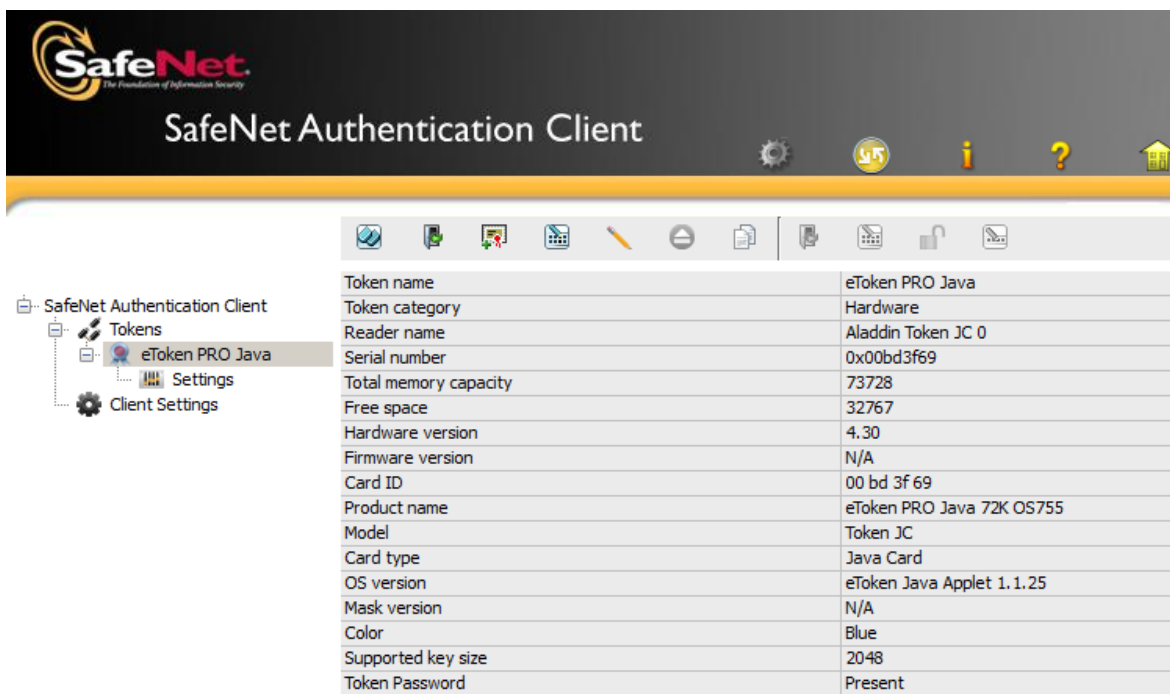 SafeNet.
The Foundation of Information Security
SafeNet Authentication Client
SafeNet Authentication Client
Tokens
eToken PRO Java
Settings
Client Settings
Token name eToken PRO Java
Token category Hardware
Reader name Aladdin Token JC 0
Serial number 0x00bd3f69
Total memory capacity 73728
Free space 32767
Hardware version 4.30
Firmware version N/A
Card ID 00 bd 3f 69
Product name eToken PRO Java 72K OS755
Model Token JC
Card type Java Card
OS version eToken Java Applet 1.1.25
Mask version N/A
Color Blue
Supported key size 2048
Token Password Present